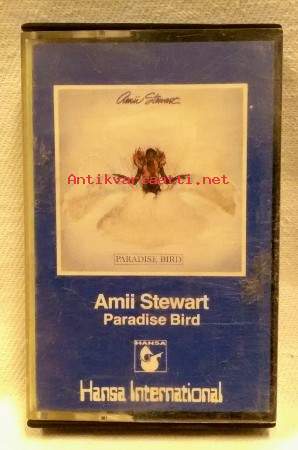 Amii Stewart
Antikvariaatti.net
PARADISE BIRD
Amii Stewart
Paradise Bird
HANSA
Hansa International